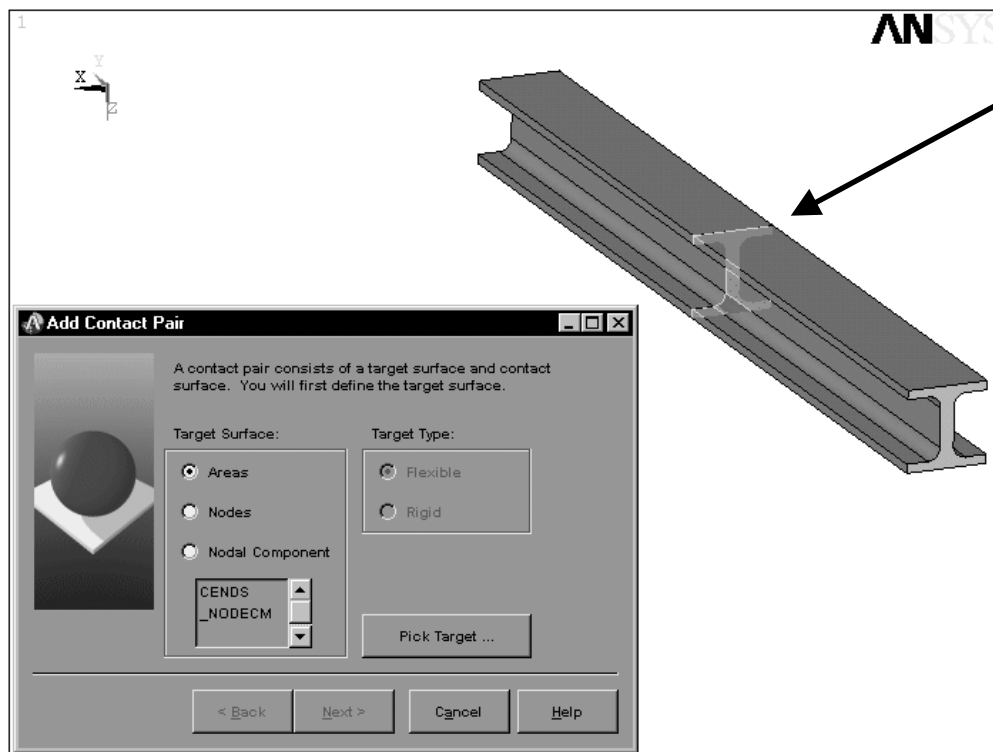 1
ANSYS
X
Y
Z
Add Contact Pair
A contact pair consists of a target surface and contact
surface. You will first define the target surface.
Target Surface:
Target Type:
Areas
Flexible
Nodes
Rigid
Nodal Component
CENDS
_NODECM
Pick Target ...
< Back
Next >
Cancel
Help